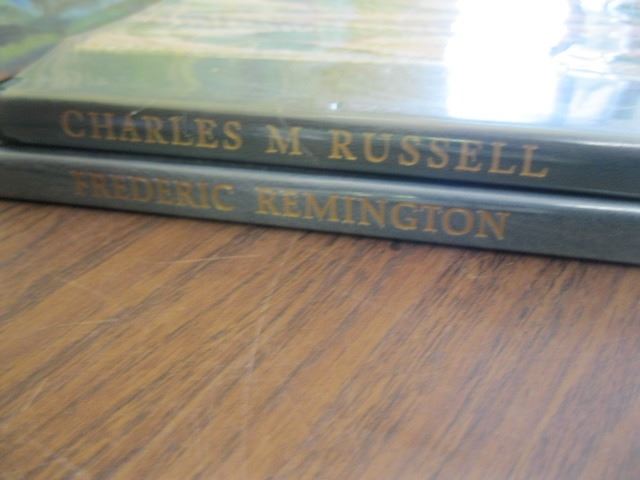 CHARLES M RUSSELL
FREDERIC REMINGTON